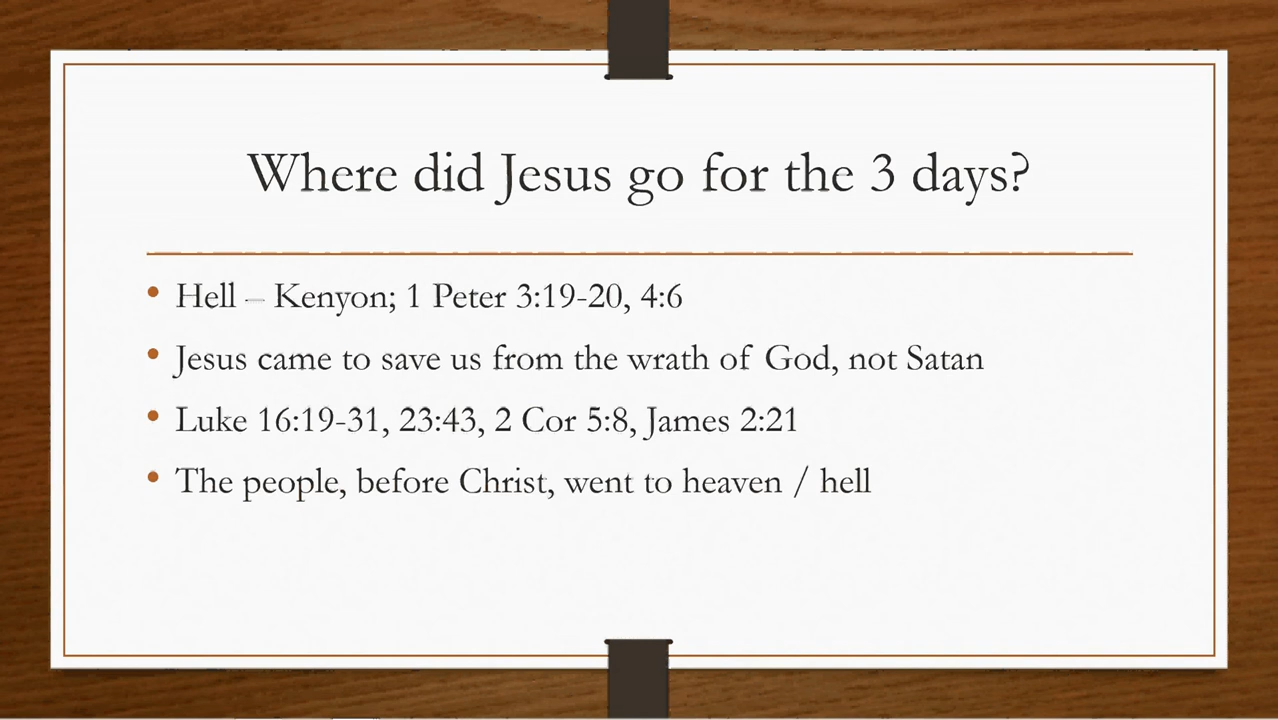 Where did Jesus go for the 3 days?
• Hell – Kenyon; 1 Peter 3:19-20, 4:6
• Jesus came to save us from the wrath of God, not Satan
• Luke 16:19-31, 23:43, 2 Cor 5:8, James 2:21
• The people, before Christ, went to heaven / hell